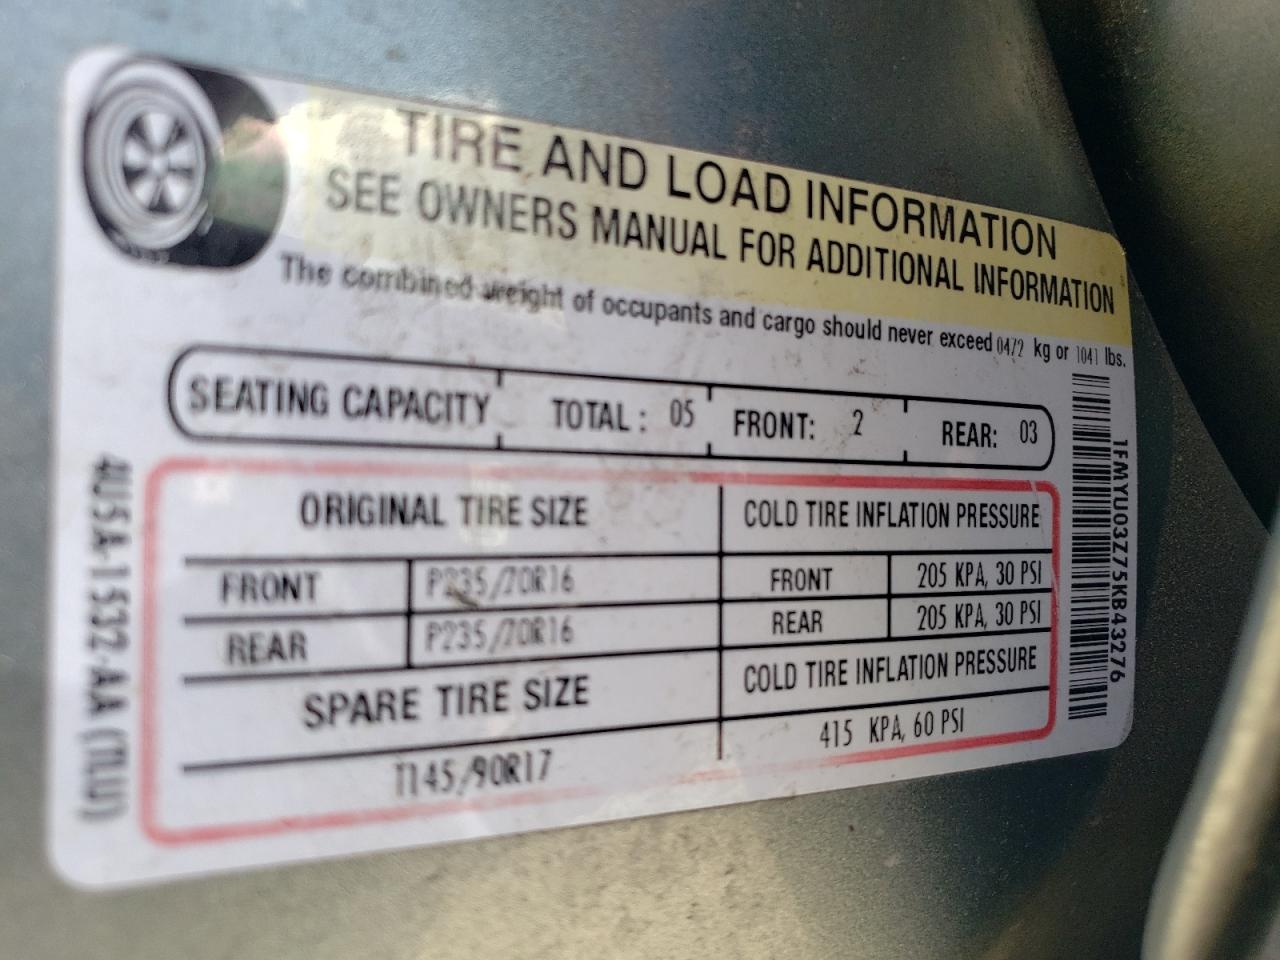 TIRE AND LOAD INFORMATION
SEE OWNERS MANUAL FOR ADDITIONAL INFORMATION
The combined weight of occupants and cargo should never exceed 0472 kg or 1041 lbs.
SEATING CAPACITY TOTAL : 05 FRONT: 2 REAR: 03
ORIGINAL TIRE SIZE COLD TIRE INFLATION PRESSURE
FRONT P235/70R16 FRONT 205 KPA, 30 PSI
REAR P235/70R16 REAR 205 KPA, 30 PSI
SPARE TIRE SIZE COLD TIRE INFLATION PRESSURE
T145/90R17 415 KPA, 60 PSI
4U5A-1532-AA (TLU)
1FMYU03Z75KB43276